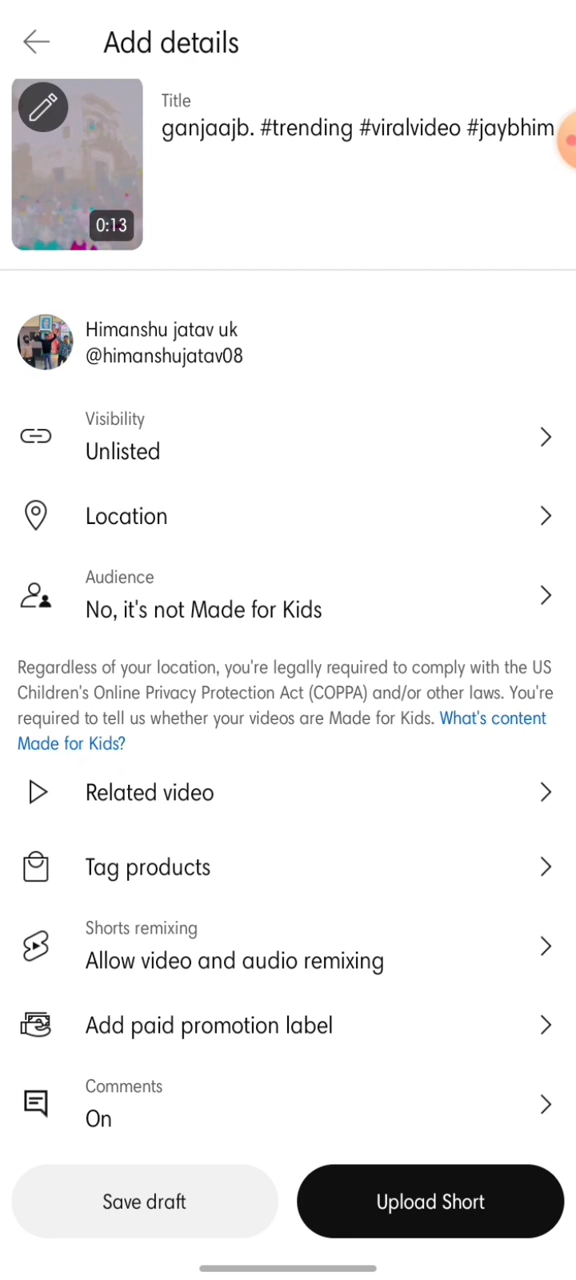 Add details
Title
ganjaajb. #trending #viralvideo #jaybhim
0:13
Himanshu jatav uk
@himanshujatav08
Visibility
Unlisted
Location
Audience
No, it's not Made for Kids
Regardless of your location, you're legally required to comply with the US
Children's Online Privacy Protection Act (COPPA) and/or other laws. You're
required to tell us whether your videos are Made for Kids. What's content
Made for Kids?
Related video
Tag products
Shorts remixing
Allow video and audio remixing
Add paid promotion label
Comments
On
Save draft
Upload Short